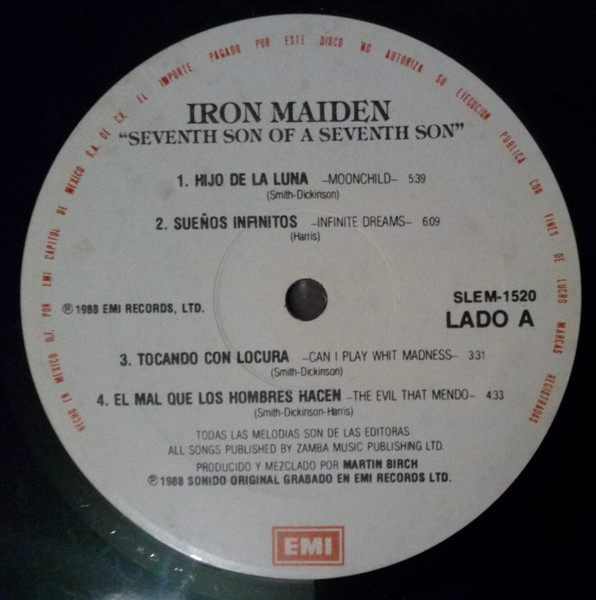 HECHO EN MEXICO D.F. POR EMI CAPITOL DE MEXICO S.A. DE C.V. EL IMPORTE PAGADO POR ESTE DISCO NO AUTORIZA SU EJECUCION PUBLICA CON FINES DE LUCRO MARCAS REGISTRADAS
IRON MAIDEN
"SEVENTH SON OF A SEVENTH SON"
1. HIJO DE LA LUNA –MOONCHILD– 5:39
(Smith-Dickinson)
2. SUEÑOS INFINITOS –INFINITE DREAMS– 6:09
(Harris)
℗ 1988 EMI RECORDS, LTD.
SLEM-1520
LADO A
3. TOCANDO CON LOCURA –CAN I PLAY WHIT MADNESS– 3:31
(Smith-Dickinson)
4. EL MAL QUE LOS HOMBRES HACEN –THE EVIL THAT MENDO– 4:33
(Smith-Dickinson-Harris)
TODAS LAS MELODIAS SON DE LAS EDITORAS
ALL SONGS PUBLISHED BY ZAMBA MUSIC PUBLISHING LTD.
PRODUCIDO Y MEZCLADO POR MARTIN BIRCH
℗ 1988 SONIDO ORIGINAL GRABADO EN EMI RECORDS LTD.
EMI